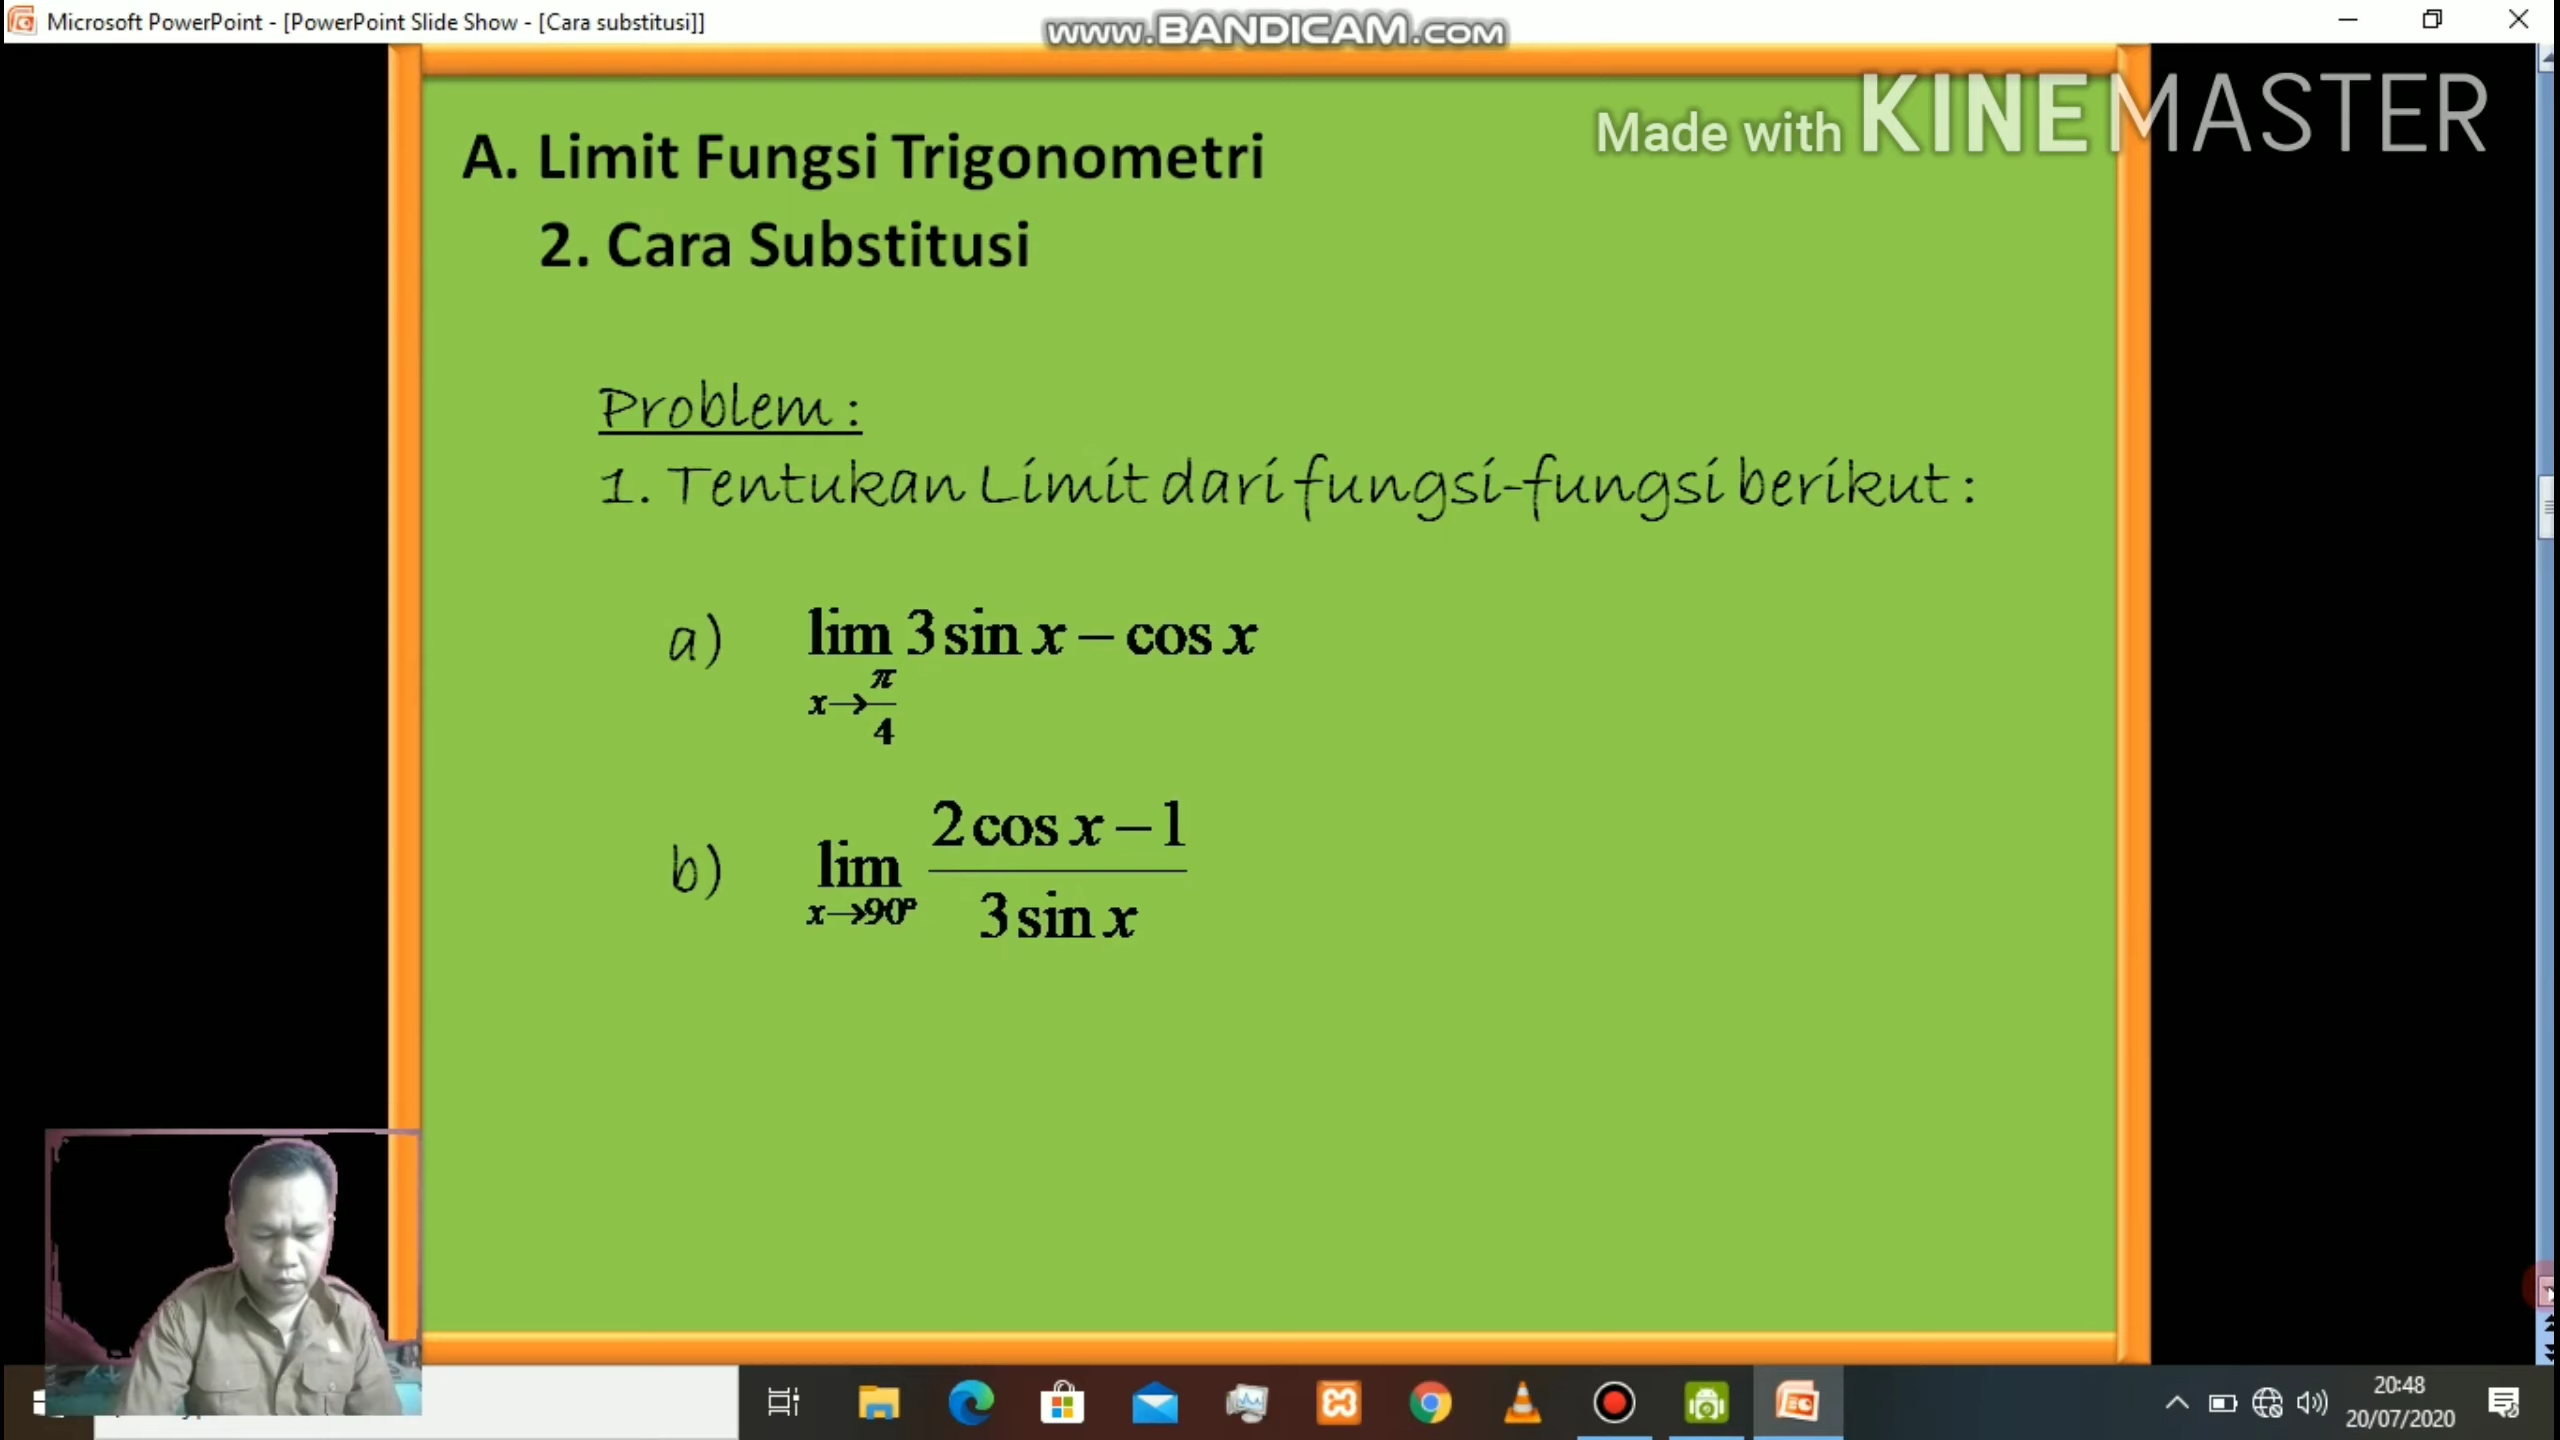 Microsoft PowerPoint - [PowerPoint Slide Show - [Cara substitusi]]
www.BANDICAM.com
Made with KINEMASTER
A. Limit Fungsi Trigonometri
2. Cara Substitusi
Problem :
1. Tentukan Limit dari fungsi-fungsi berikut :
a) lim 3 sin x – cos x
x→π/4
b) lim (2 cos x – 1)/(3 sin x)
x→90°
20:48
20/07/2020